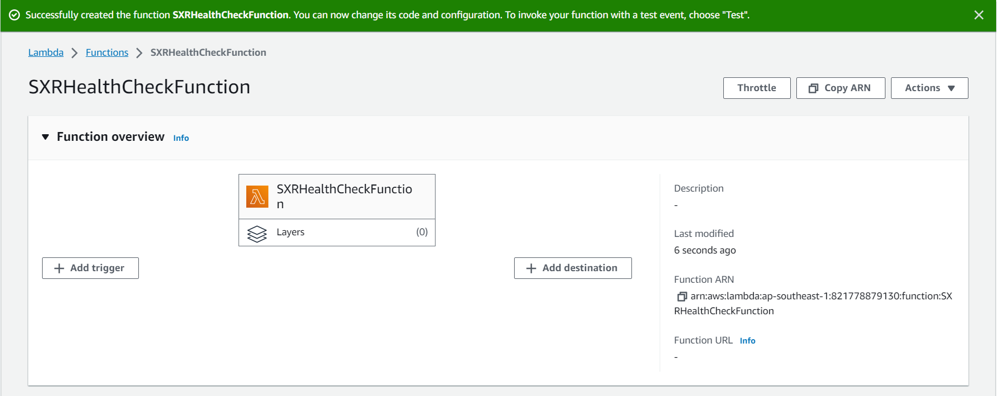 Successfully created the function SXRHealthCheckFunction. You can now change its code and configuration. To invoke your function with a test event, choose "Test".
Lambda > Functions > SXRHealthCheckFunction
SXRHealthCheckFunction
Throttle
Copy ARN
Actions
Function overview Info
SXRHealthCheckFunctio
n
Layers (0)
Add trigger
Add destination
Description
-
Last modified
6 seconds ago
Function ARN
arn:aws:lambda:ap-southeast-1:821778879130:function:SX
RHealthCheckFunction
Function URL Info
-